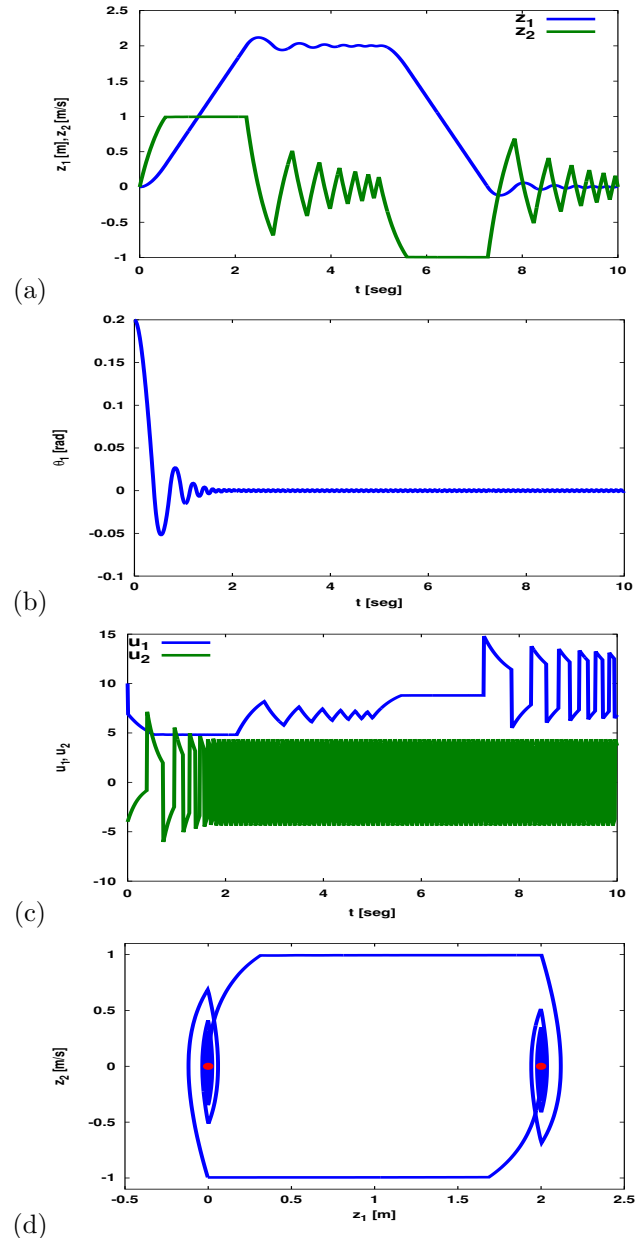 z1 [m], z2 [m/s]
2.5
2
1.5
1
0.5
0
-0.5
-1
z1
z2
0 2 4 6 8 10
t [seg]
(a)
θ1 [rad]
0.2
0.15
0.1
0.05
0
-0.05
-0.1
0 2 4 6 8 10
t [seg]
(b)
u1, u2
15
10
5
0
-5
-10
u1
u2
0 2 4 6 8 10
t [seg]
(c)
z2 [m/s]
1
0.5
0
-0.5
-1
-0.5 0 0.5 1 1.5 2 2.5
z1 [m]
(d)